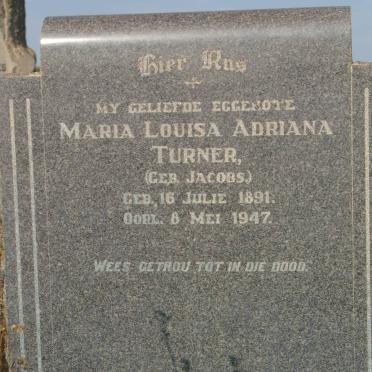 Hier Rus
MY GELIEFDE EGGENOTE
MARIA LOUISA ADRIANA
TURNER,
(GEB. JACOBS.)
GEB. 16 JULIE 1891.
OORL. 8 MEI 1947.
WEES GETROU TOT IN DIE DOOD.